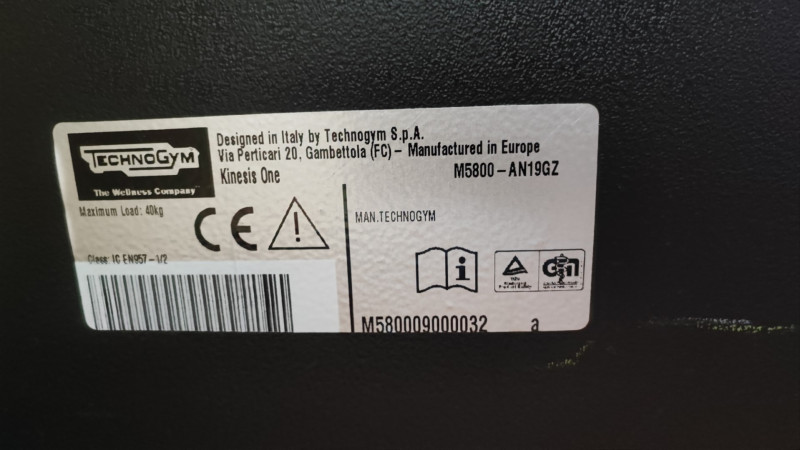 TECHNOGYM
The Wellness Company
Designed in Italy by Technogym S.p.A.
Via Perticari 20, Gambettola (FC) – Manufactured in Europe
Kinesis One
M5800-AN19GZ
Maximum Load: 40kg
CE
MAN.TECHNOGYM
Class: IC EN957-1/2
i
M580009000032 a